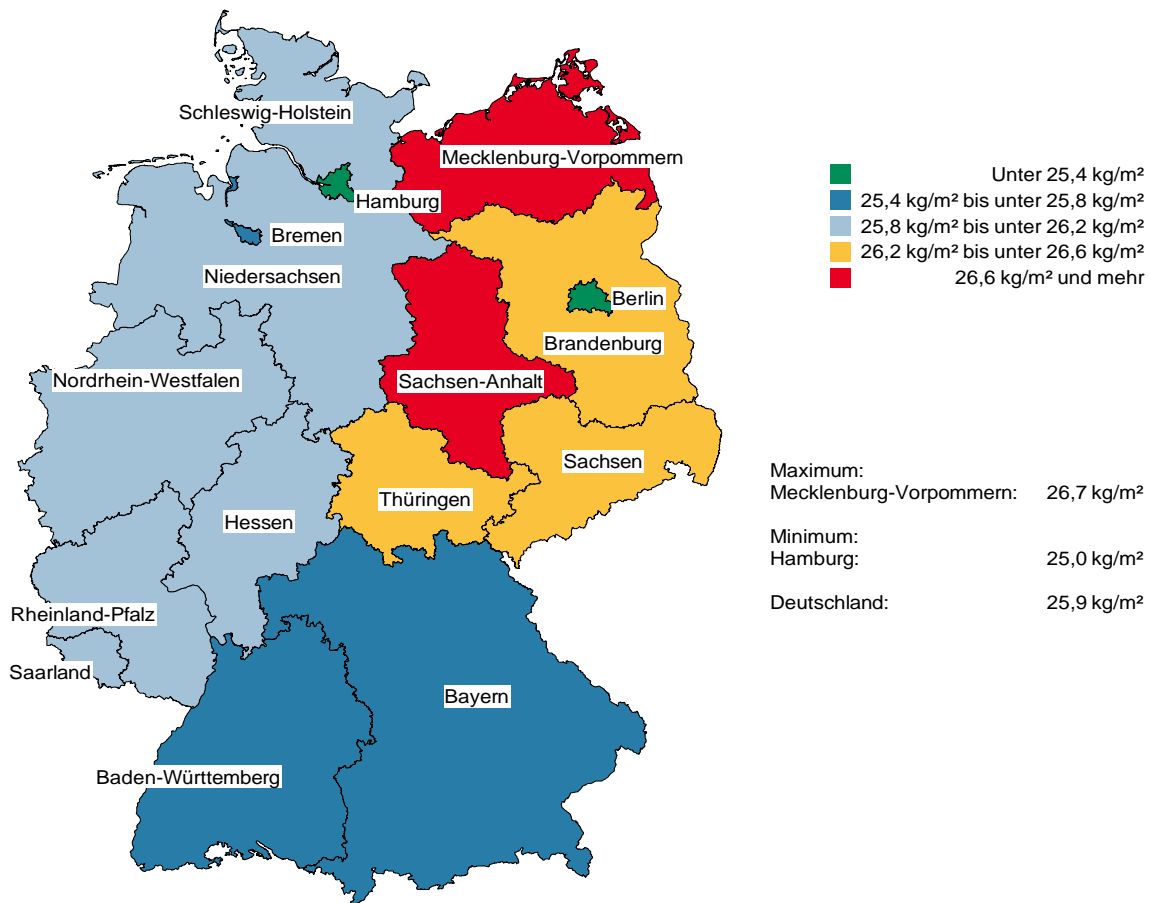 Schleswig-Holstein
Mecklenburg-Vorpommern
Hamburg
Bremen
Niedersachsen
Berlin
Brandenburg
Nordrhein-Westfalen
Sachsen-Anhalt
Sachsen
Thüringen
Hessen
Rheinland-Pfalz
Saarland
Bayern
Baden-Württemberg
Unter 25,4 kg/m²
25,4 kg/m² bis unter 25,8 kg/m²
25,8 kg/m² bis unter 26,2 kg/m²
26,2 kg/m² bis unter 26,6 kg/m²
26,6 kg/m² und mehr
Maximum:
Mecklenburg-Vorpommern: 26,7 kg/m²
Minimum:
Hamburg: 25,0 kg/m²
Deutschland: 25,9 kg/m²